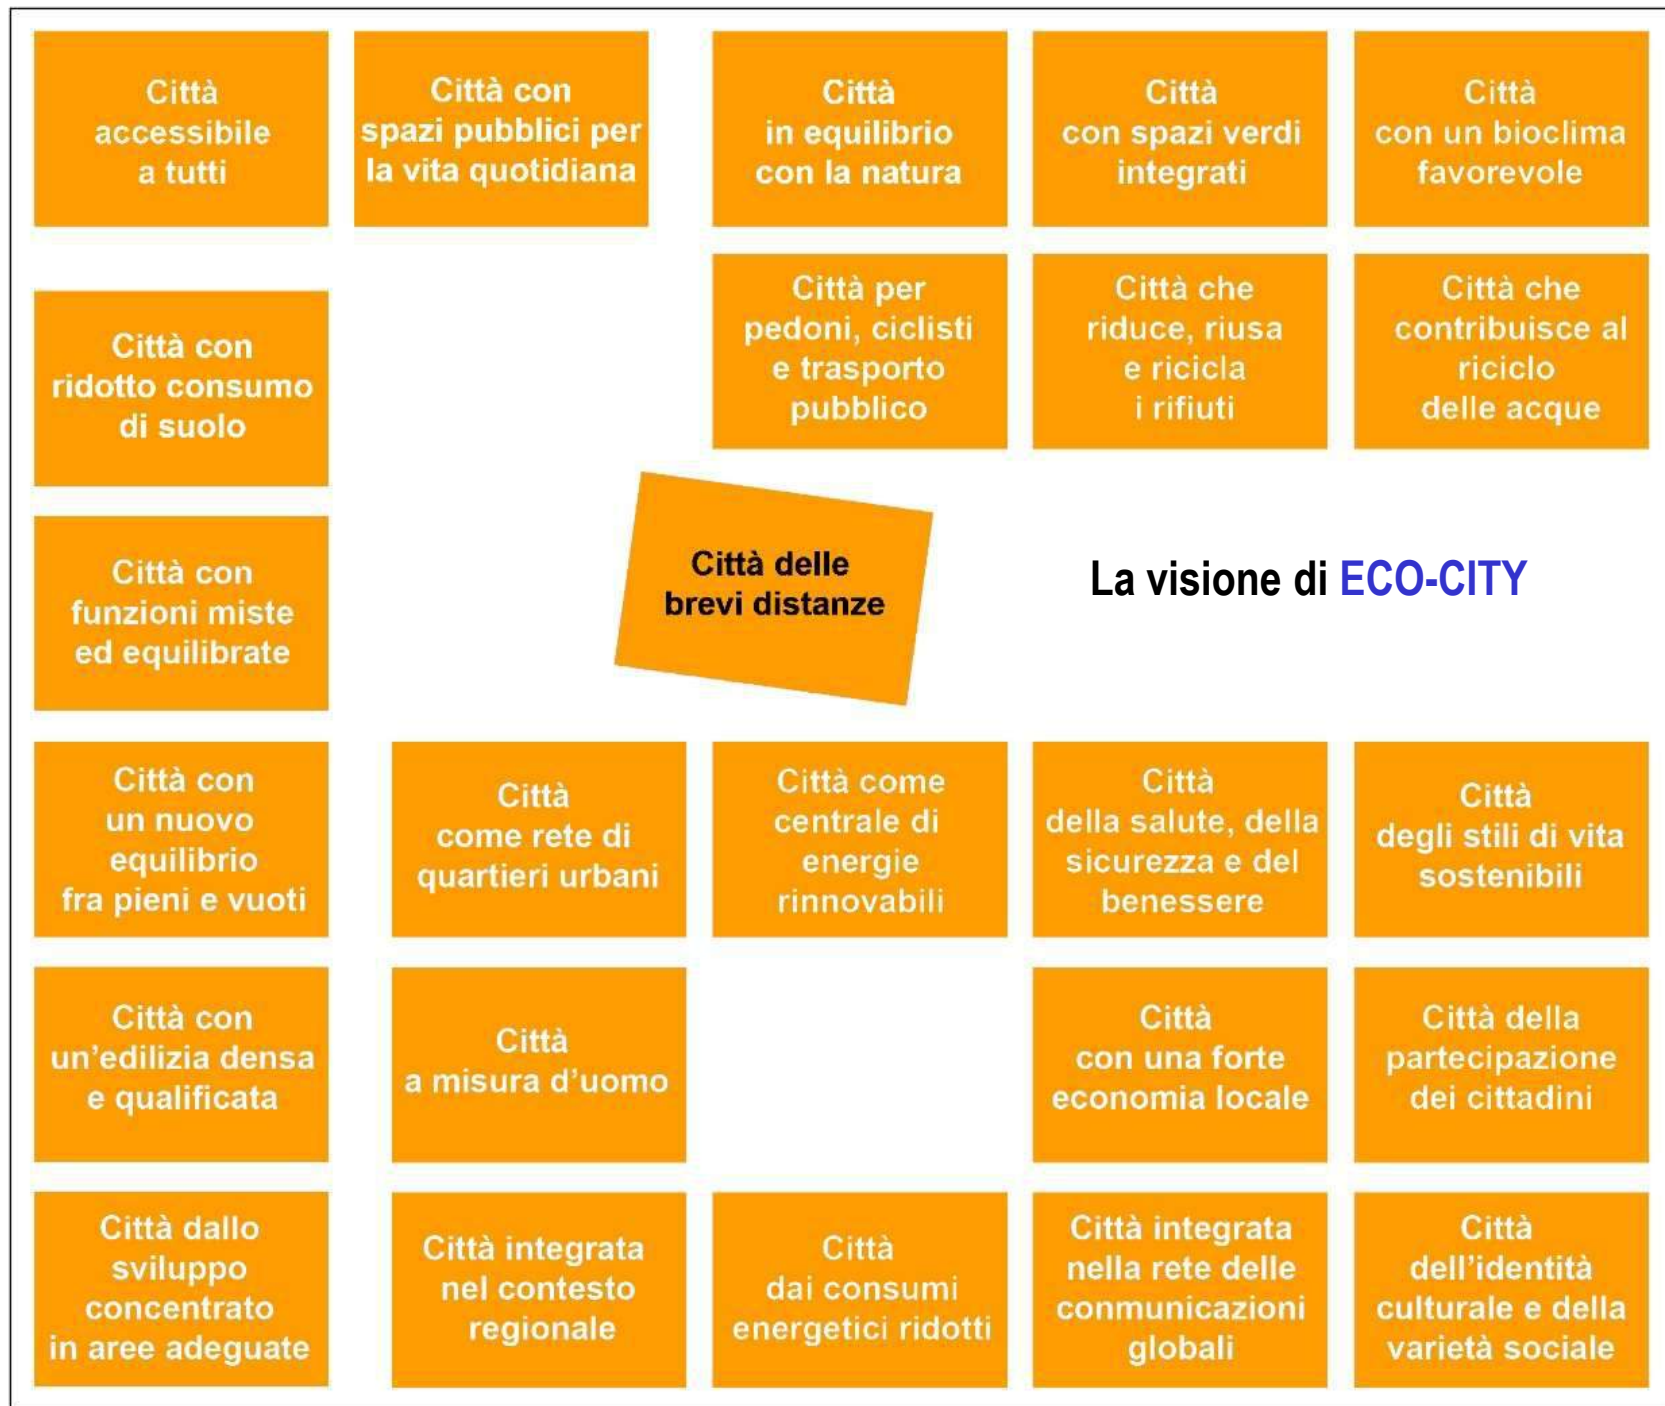 Città
accessibile
a tutti
Città con
spazi pubblici per
la vita quotidiana
Città
in equilibrio
con la natura
Città
con spazi verdi
integrati
Città
con un bioclima
favorevole
Città con
ridotto consumo
di suolo
Città per
pedoni, ciclisti
e trasporto
pubblico
Città che
riduce, riusa
e ricicla
i rifiuti
Città che
contribuisce al
riciclo
delle acque
Città con
funzioni miste
ed equilibrate
Città delle
brevi distanze
La visione di ECO-CITY
Città con
un nuovo
equilibrio
fra pieni e vuoti
Città
come rete di
quartieri urbani
Città come
centrale di
energie
rinnovabili
Città
della salute, della
sicurezza e del
benessere
Città
degli stili di vita
sostenibili
Città con
un'edilizia densa
e qualificata
Città
a misura d'uomo
Città
con una forte
economia locale
Città della
partecipazione
dei cittadini
Città dallo
sviluppo
concentrato
in aree adeguate
Città integrata
nel contesto
regionale
Città
dai consumi
energetici ridotti
Città integrata
nella rete delle
conmunicazioni
globali
Città
dell'identità
culturale e della
varietà sociale